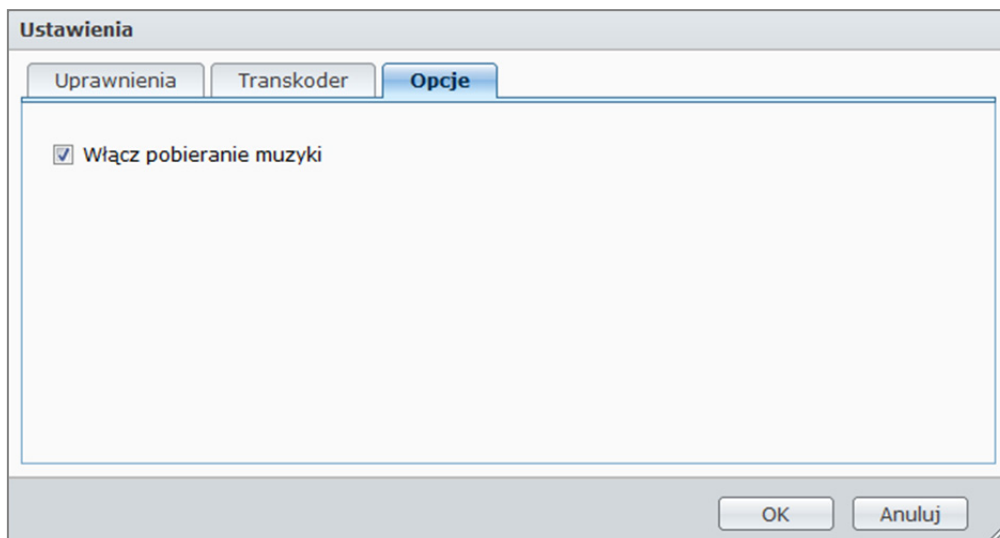 Ustawienia
Uprawnienia Transkoder Opcje
Włącz pobieranie muzyki
OK Anuluj